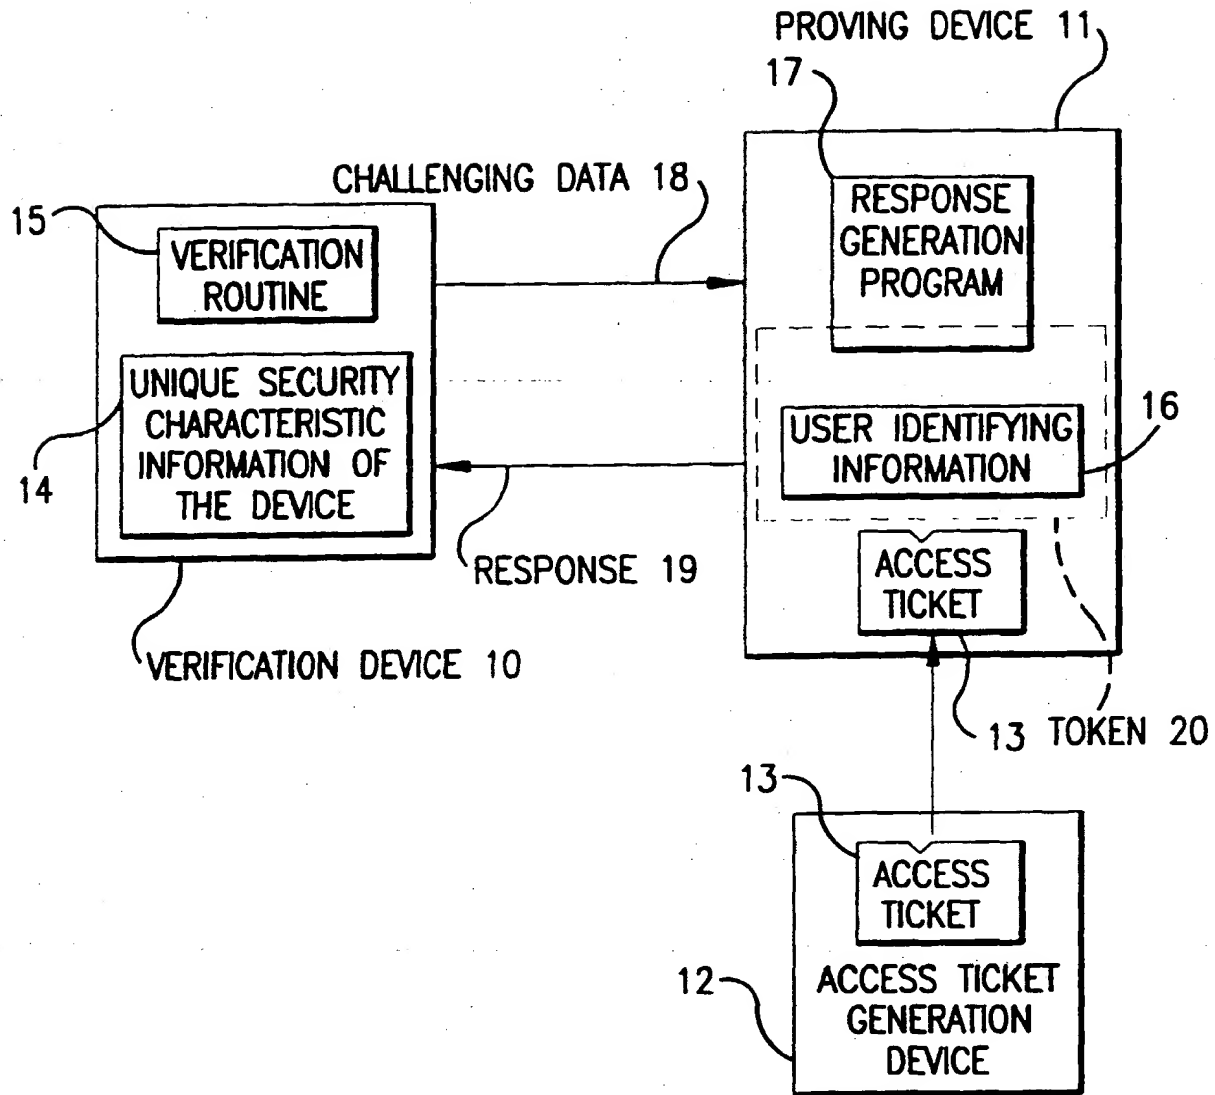 PROVING DEVICE 11
17
CHALLENGING DATA 18
15
VERIFICATION
ROUTINE
RESPONSE
GENERATION
PROGRAM
UNIQUE SECURITY
CHARACTERISTIC
INFORMATION OF
THE DEVICE
14
USER IDENTIFYING
INFORMATION
16
RESPONSE 19
ACCESS
TICKET
VERIFICATION DEVICE 10
13
TOKEN 20
13
ACCESS
TICKET
12
ACCESS TICKET
GENERATION
DEVICE